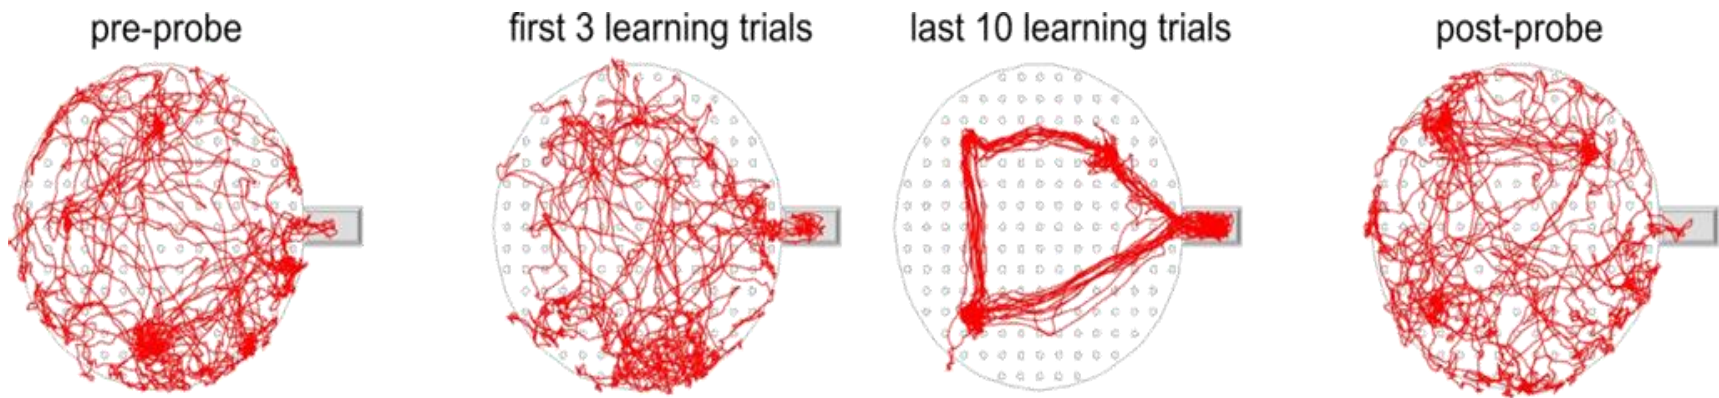 pre-probe
first 3 learning trials
last 10 learning trials
post-probe